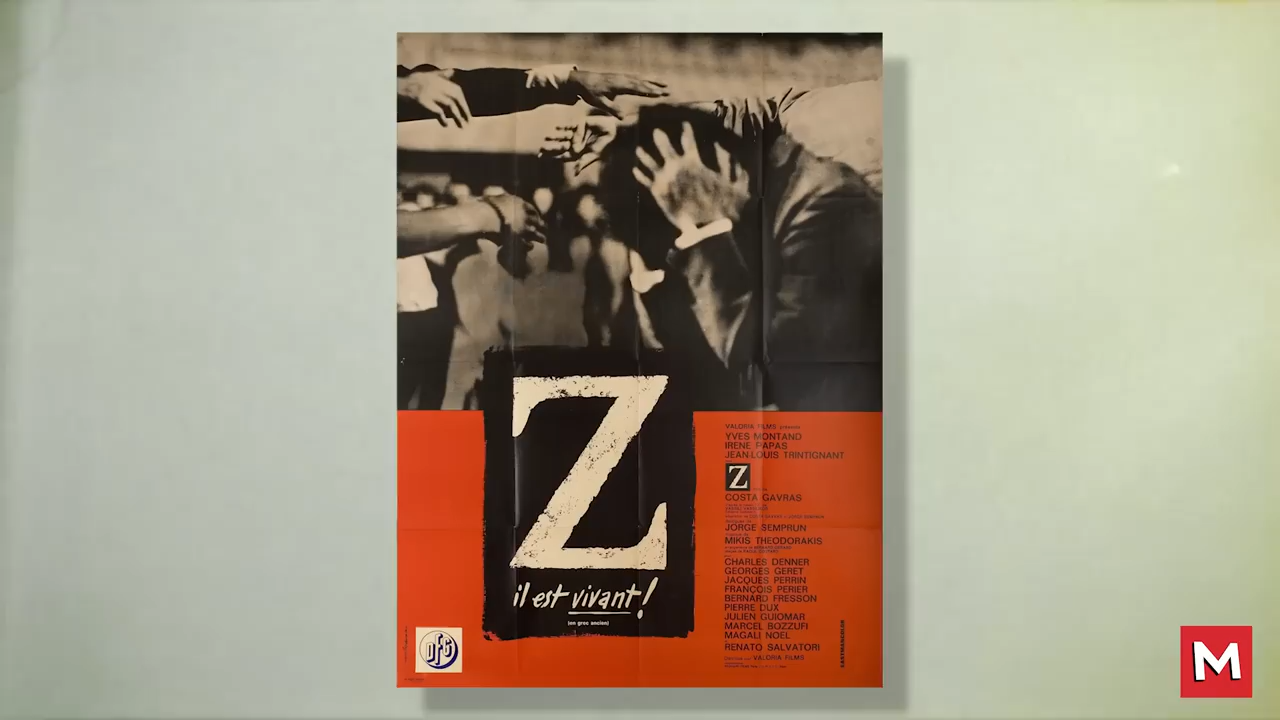 Z
il est vivant!
(en grec ancien)
DFG
VALORIA FILMS présente
YVES MONTAND
IRENE PAPAS
JEAN-LOUIS TRINTIGNANT
Z
COSTA GAVRAS
JORGE SEMPRUN
MIKIS THEODORAKIS
CHARLES DENNER
GEORGES GERET
JACQUES PERRIN
FRANÇOIS PERIER
BERNARD FRESSON
PIERRE DUX
JULIEN GUIOMAR
MARCEL BOZZUFI
MAGALI NOEL
RENATO SALVATORI
VALORIA FILMS
EASTMANCOLOR
M